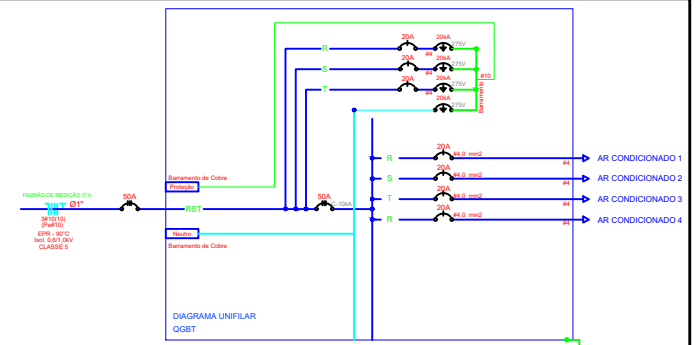 20A
20kA
R
275V
#4
20A
20kA
S
275V
#4
20A
20kA
#10
T
275V
#4
Barramento
20kA
275V
20A
R
#4,0 mm2
#4
AR CONDICIONADO 1
20A
S
#4,0 mm2
#4
AR CONDICIONADO 2
20A
T
#4,0 mm2
#4
AR CONDICIONADO 3
20A
R
#4,0 mm2
#4
AR CONDICIONADO 4
Barramento de Cobre
Proteção
PADRÃO DE MEDIÇÃO (T1)
Ø1"
50A
RST
50A
3#10(10)
(Pe#10)
EPR - 90°C
Isol. 0,6/1,0kV
CLASSE 5
Neutro
Barramento de Cobre
DIAGRAMA UNIFILAR
QGBT